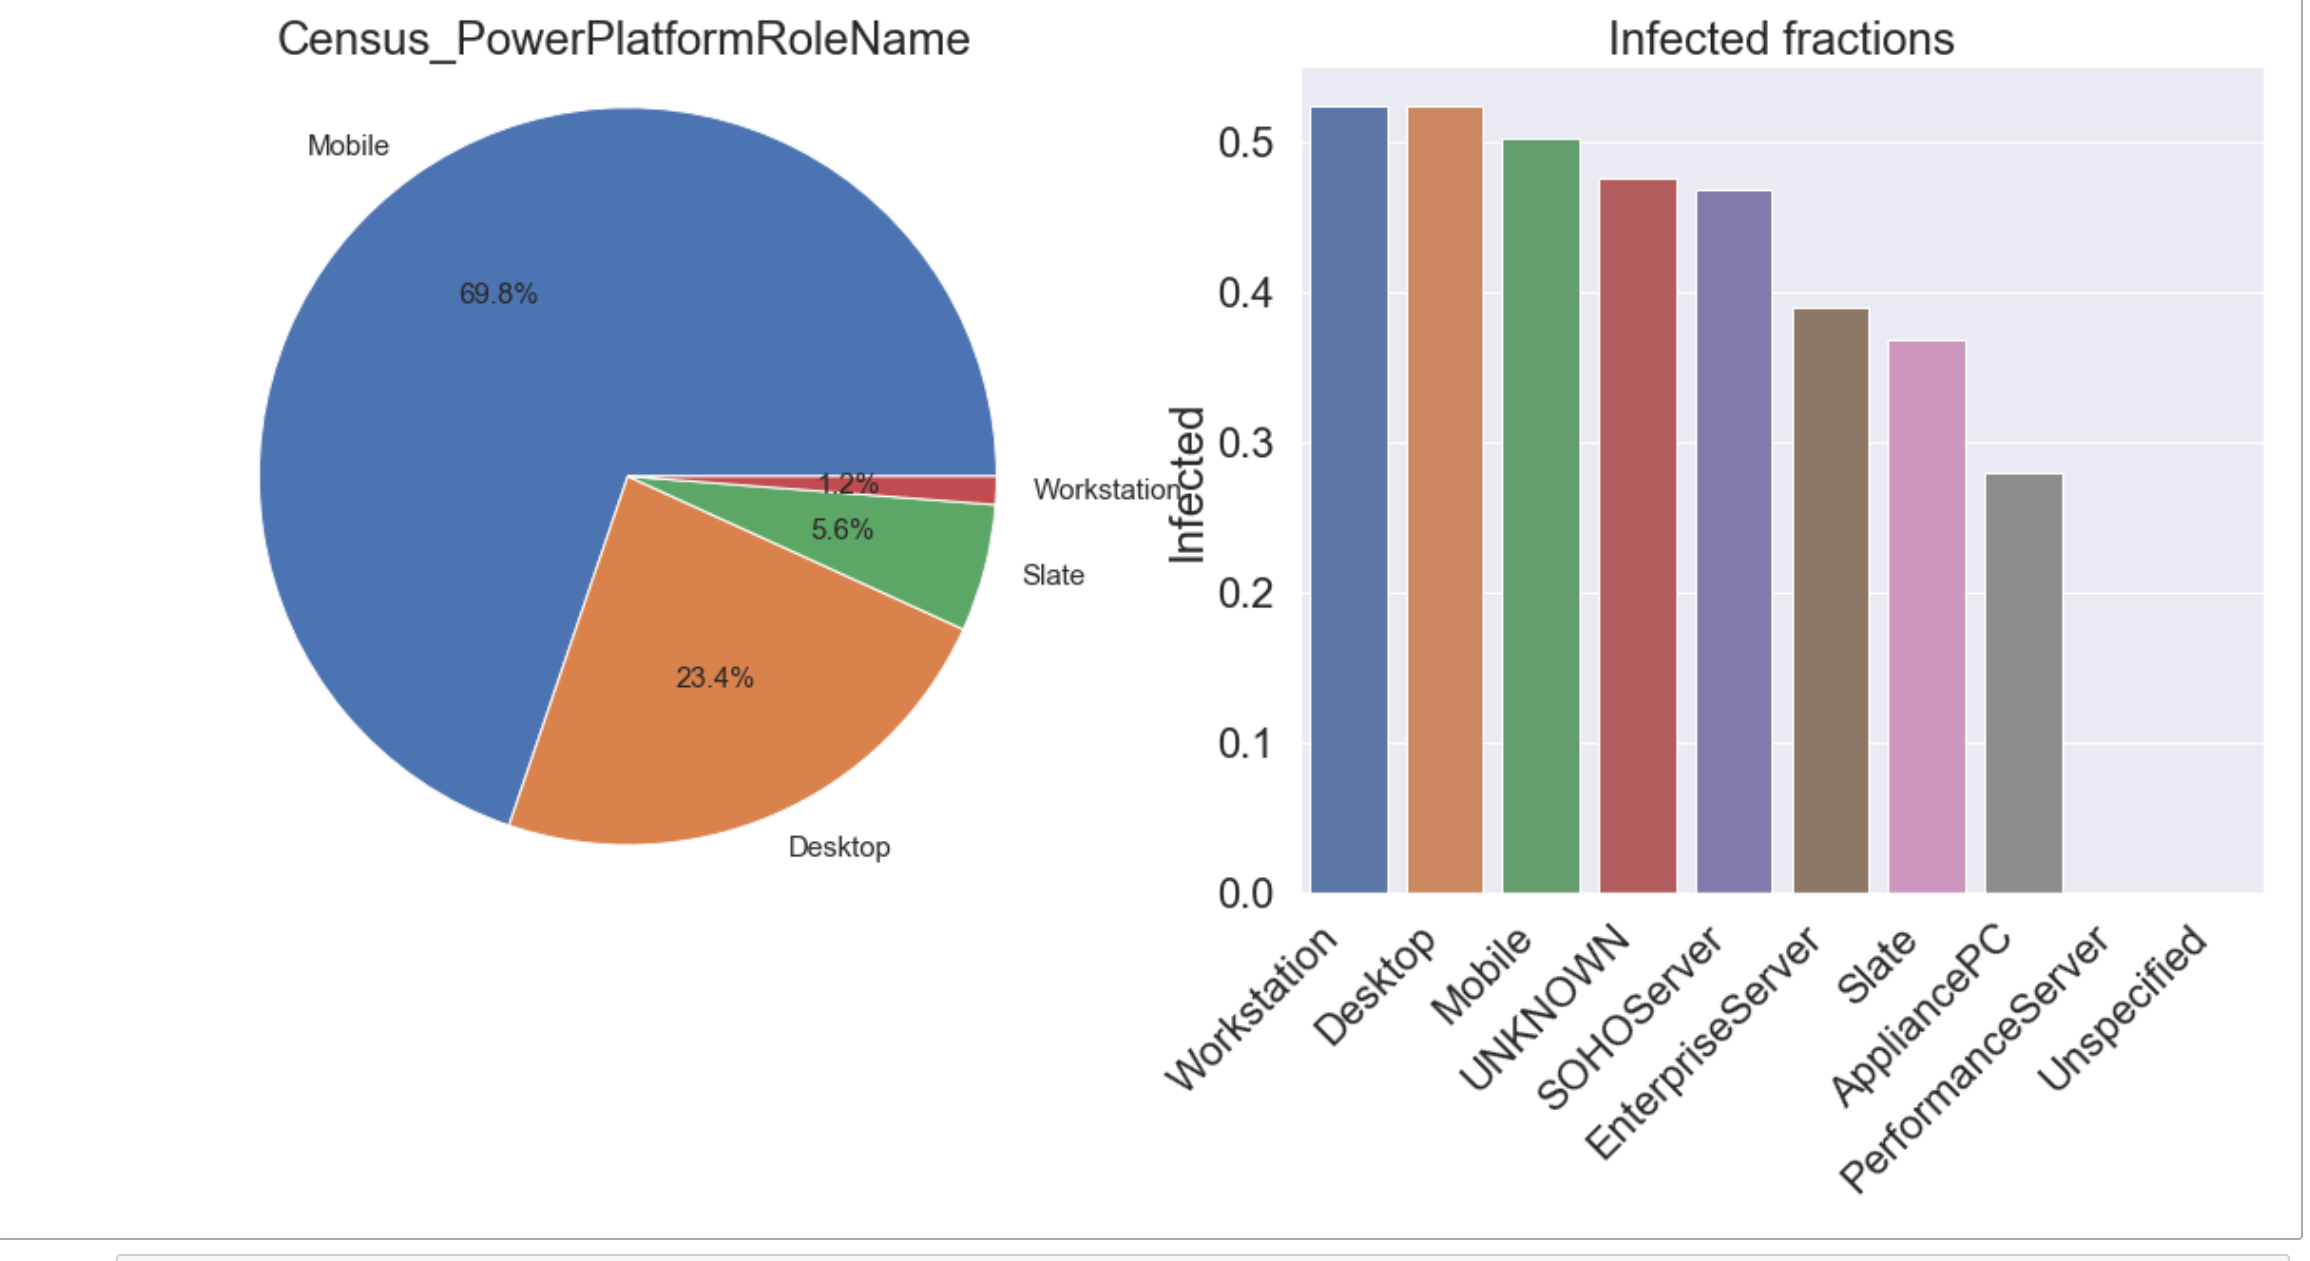 Census_PowerPlatformRoleName
Mobile
69.8%
1.2%
Workstation
5.6%
Slate
23.4%
Desktop
Infected fractions
Infected
0.5
0.4
0.3
0.2
0.1
0.0
Workstation
Desktop
Mobile
UNKNOWN
SOHOServer
EnterpriseServer
Slate
AppliancePC
PerformanceServer
Unspecified